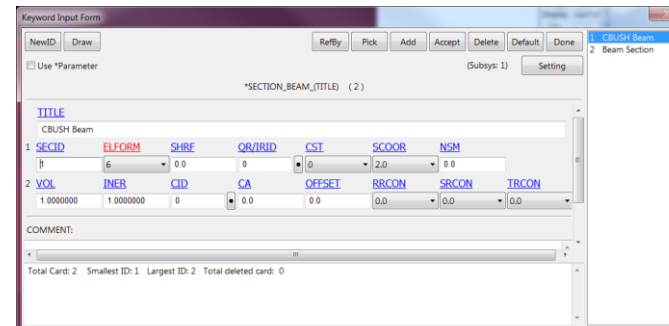 Keyword Input Form
NewID Draw RefBy Pick Add Accept Delete Default Done
1 CBUSH Beam
2 Beam Section
Use *Parameter (Subsys: 1) Setting
*SECTION_BEAM_(TITLE) (2)
TITLE
CBUSH Beam
1 SECID ELFORM SHRF QR/IRID CST SCOOR NSM
1 6 0.0 0 0 2.0 0.0
2 VOL INER CID CA OFFSET RRCON SRCON TRCON
1.0000000 1.0000000 0 0.0 0.0 0.0 0.0 0.0
COMMENT:
Total Card: 2 Smallest ID: 1 Largest ID: 2 Total deleted card: 0